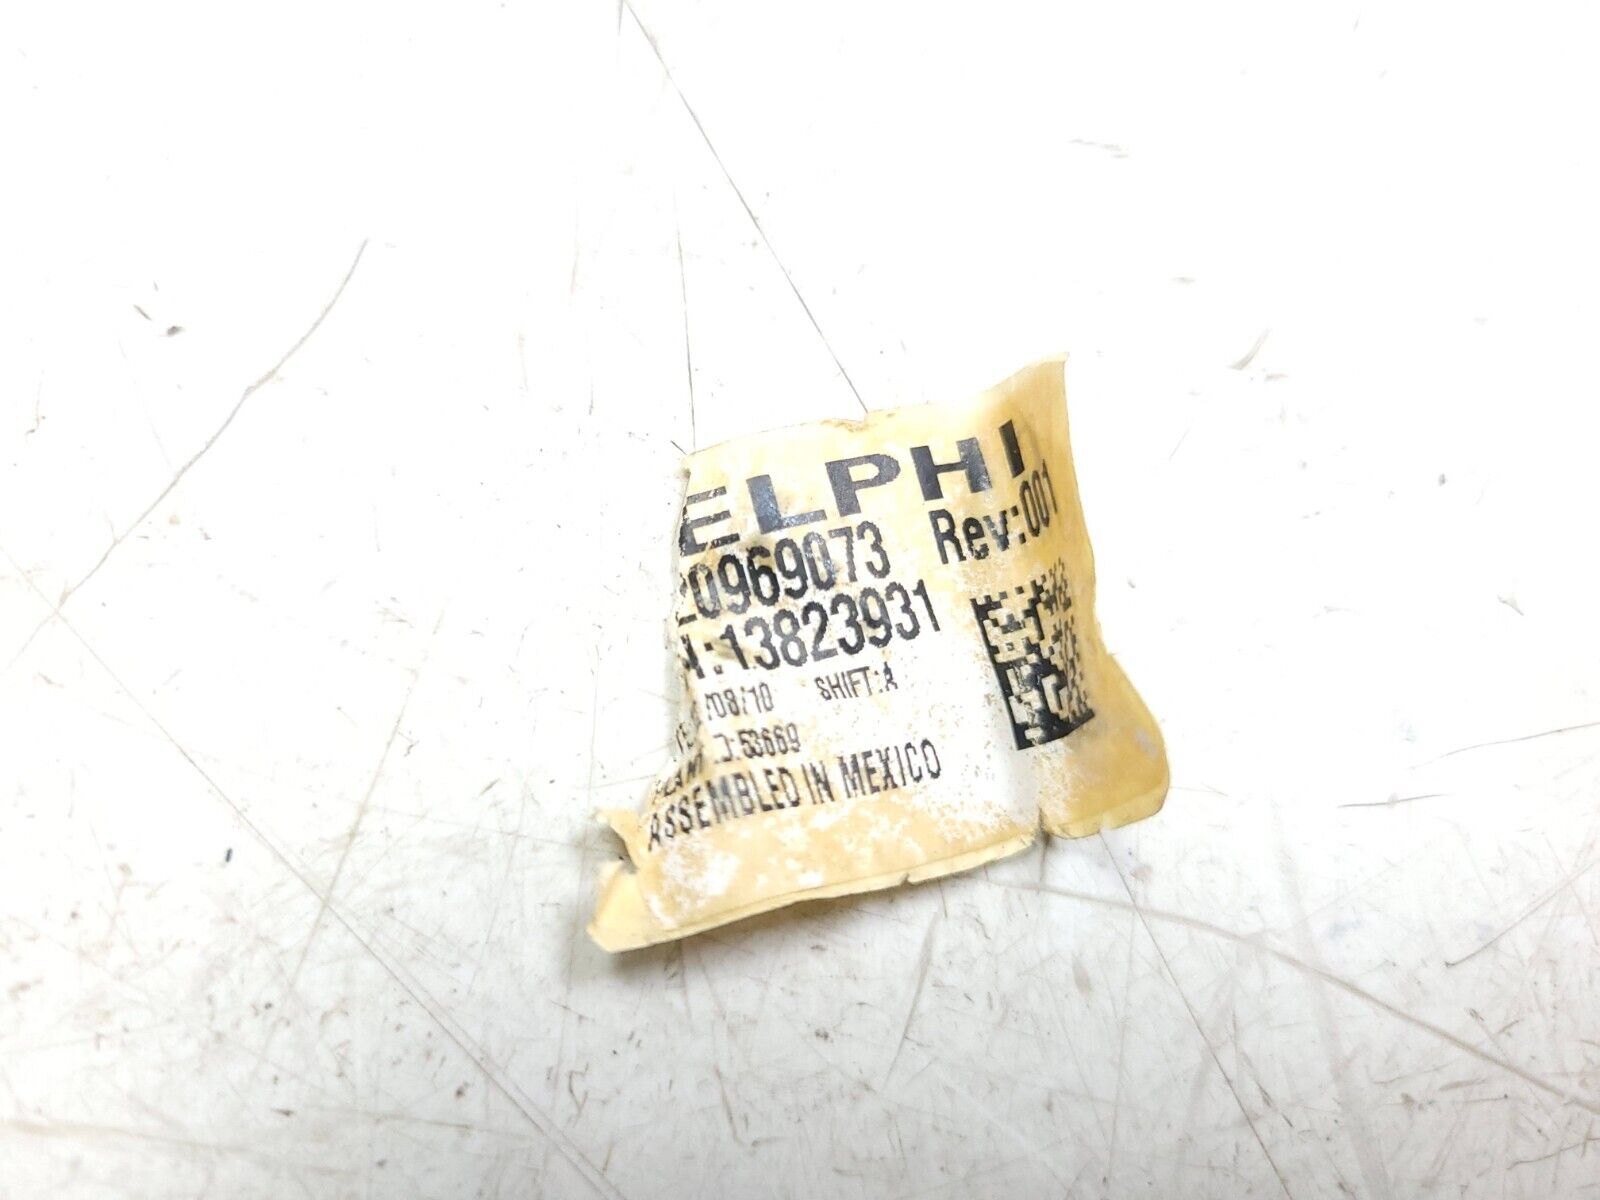 ELPHI
20969073 Rev:001
N:13823931
/08/10 SHIFT:A
:53669
ASSEMBLED IN MEXICO